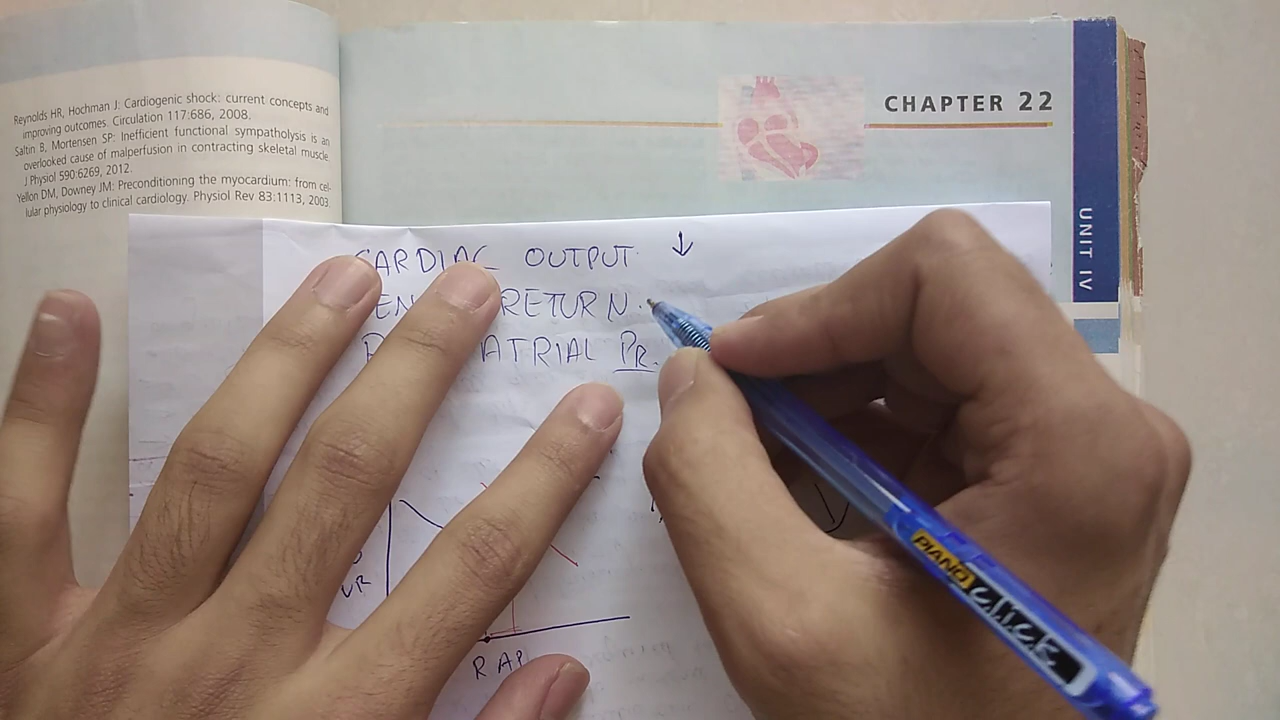 Reynolds HR, Hochman J: Cardiogenic shock: current concepts and
improving outcomes. Circulation 117:686, 2008.
Saltin B, Mortensen SP: Inefficient functional sympatholysis is an
overlooked cause of malperfusion in contracting skeletal muscle.
J Physiol 590:6269, 2012.
Yellon DM, Downey JM: Preconditioning the myocardium: from cel-
lular physiology to clinical cardiology. Physiol Rev 83:1113, 2003.
CHAPTER 22
UNIT IV
CARDIAC OUTPUT ↓
RETURN.
ATRIAL PR.
VR
RAP
PIANO CLICK